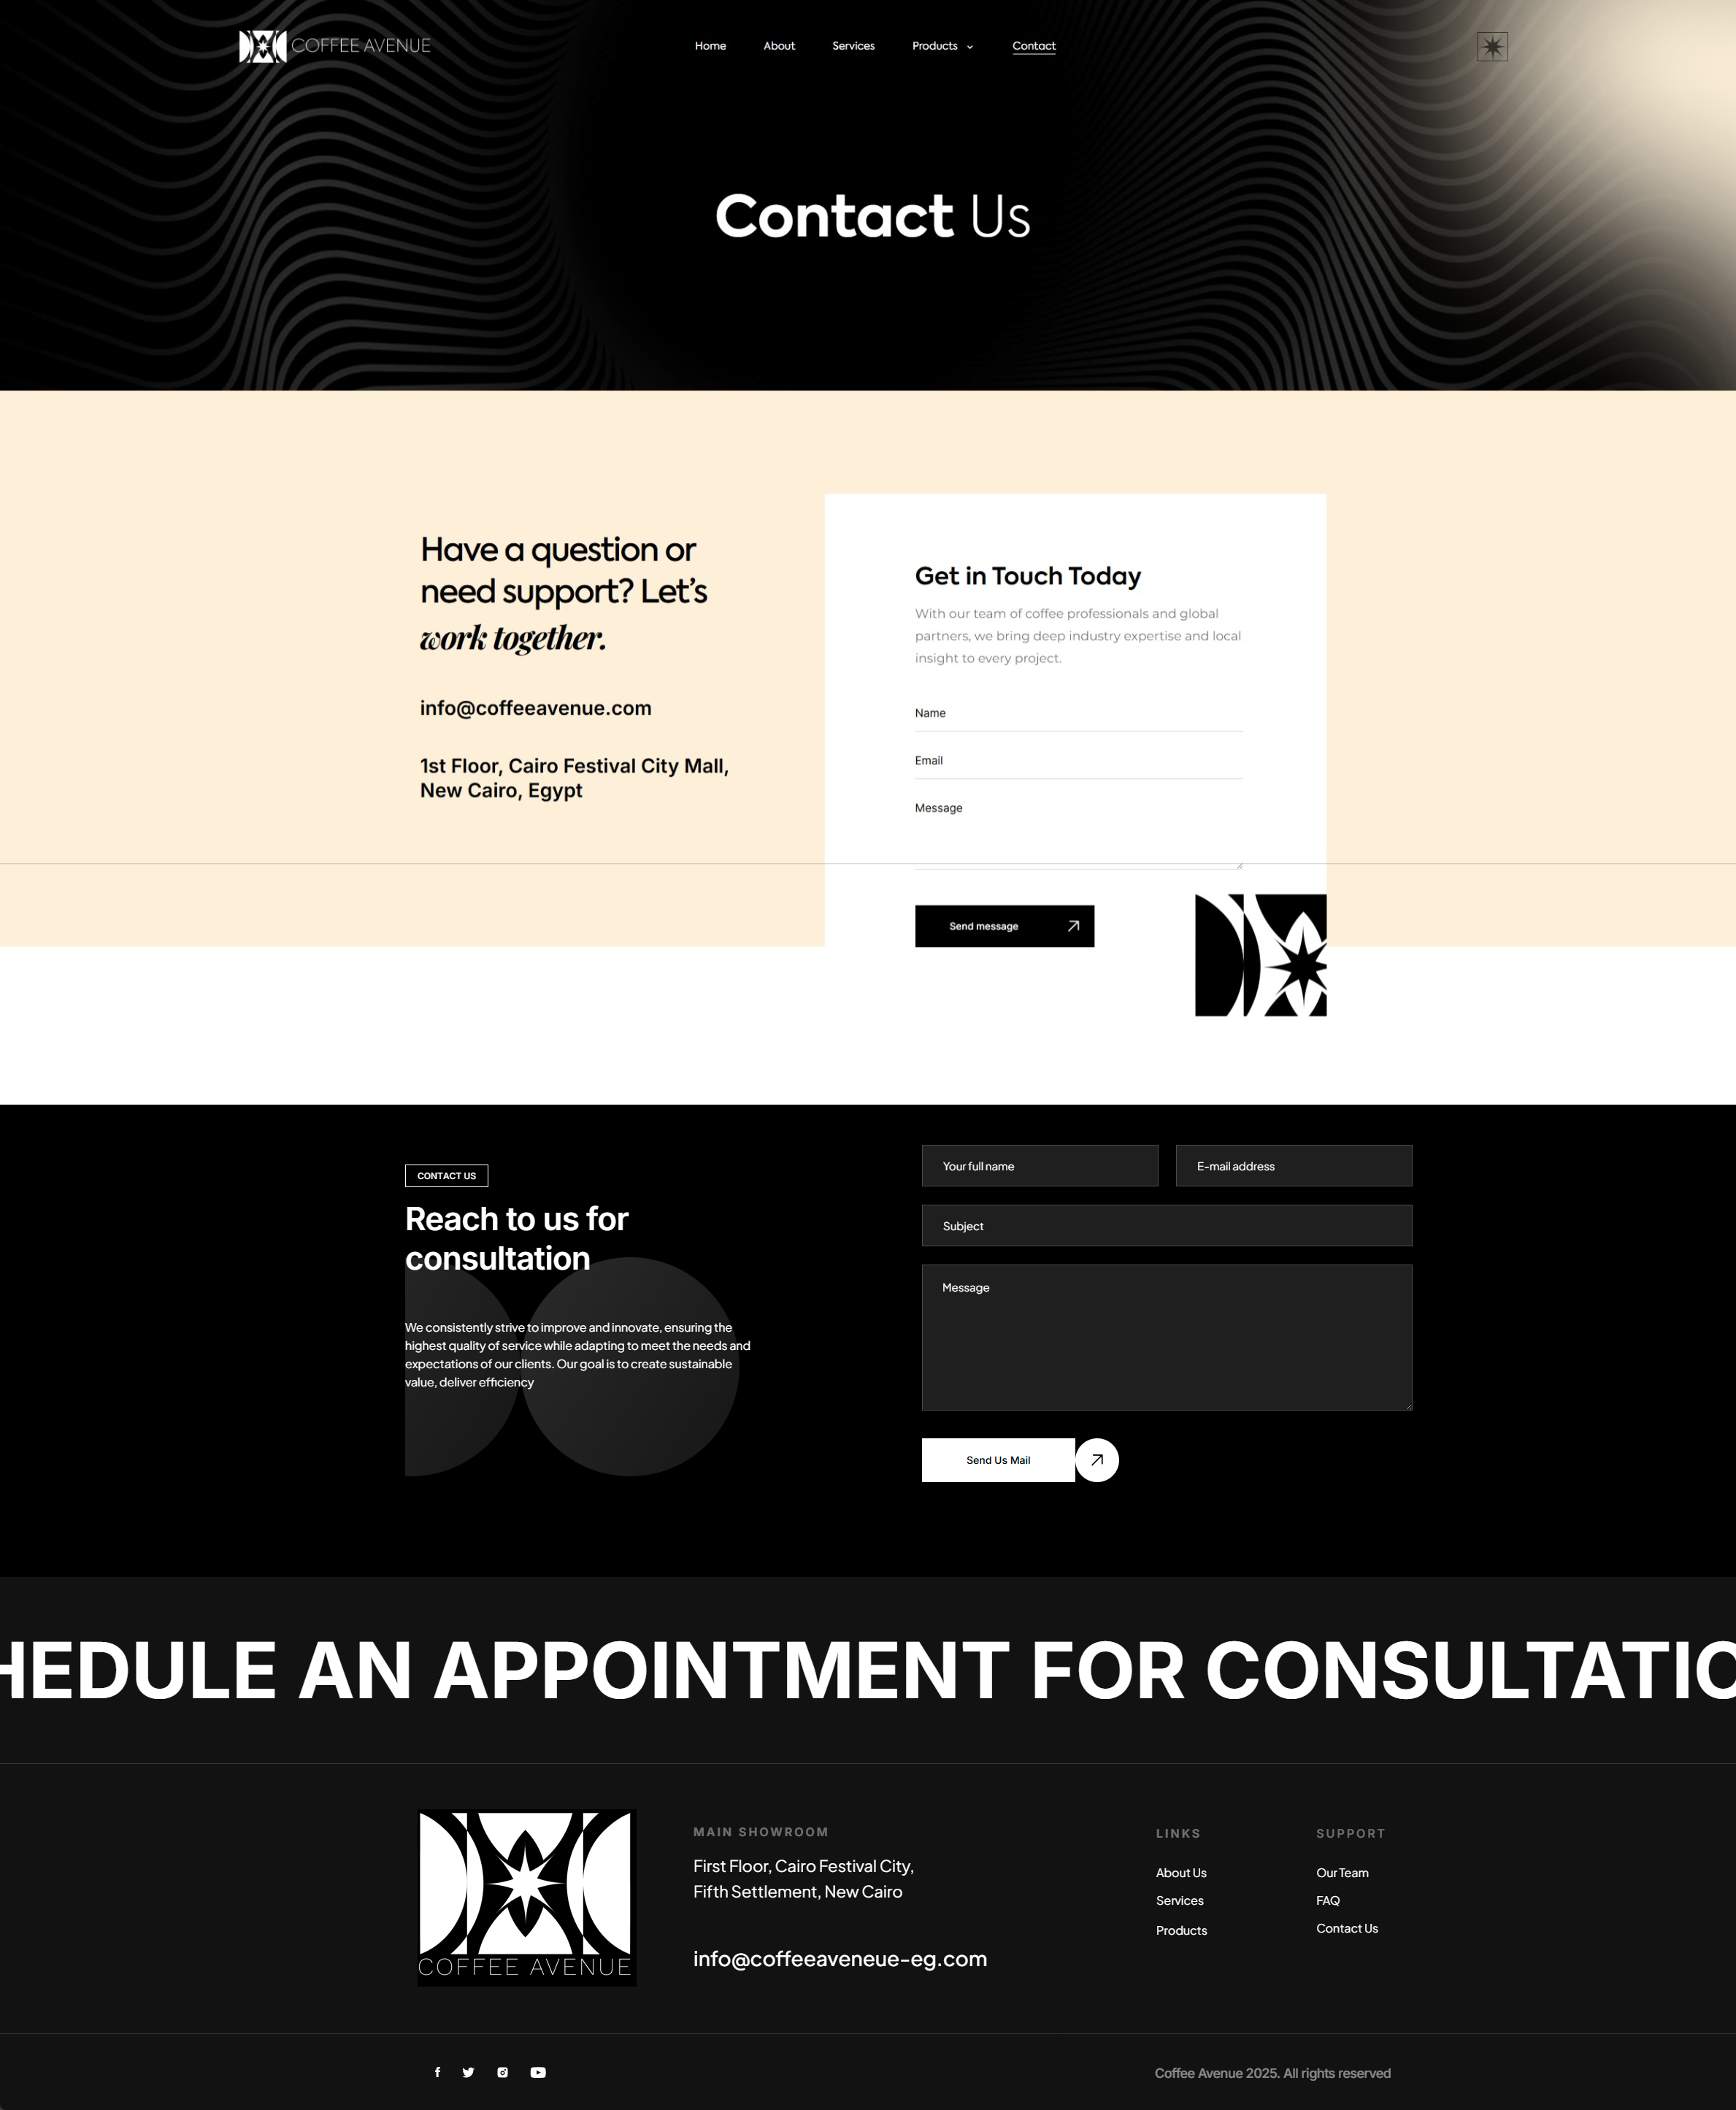 COFFEE AVENUE
Home About Services Products Contact
Contact Us
Have a question or
need support? Let’s
work together.
info@coffeeavenue.com
1st Floor, Cairo Festival City Mall,
New Cairo, Egypt
Get in Touch Today
With our team of coffee professionals and global
partners, we bring deep industry expertise and local
insight to every project.
Name
Email
Message
Send message
CONTACT US
Reach to us for
consultation
We consistently strive to improve and innovate, ensuring the
highest quality of service while adapting to meet the needs and
expectations of our clients. Our goal is to create sustainable
value, deliver efficiency
Your full name
E-mail address
Subject
Message
Send Us Mail
HEDULE AN APPOINTMENT FOR CONSULTATIO
COFFEE AVENUE
MAIN SHOWROOM
First Floor, Cairo Festival City,
Fifth Settlement, New Cairo
info@coffeeaveneue-eg.com
LINKS
About Us
Services
Products
SUPPORT
Our Team
FAQ
Contact Us
Coffee Avenue 2025. All rights reserved